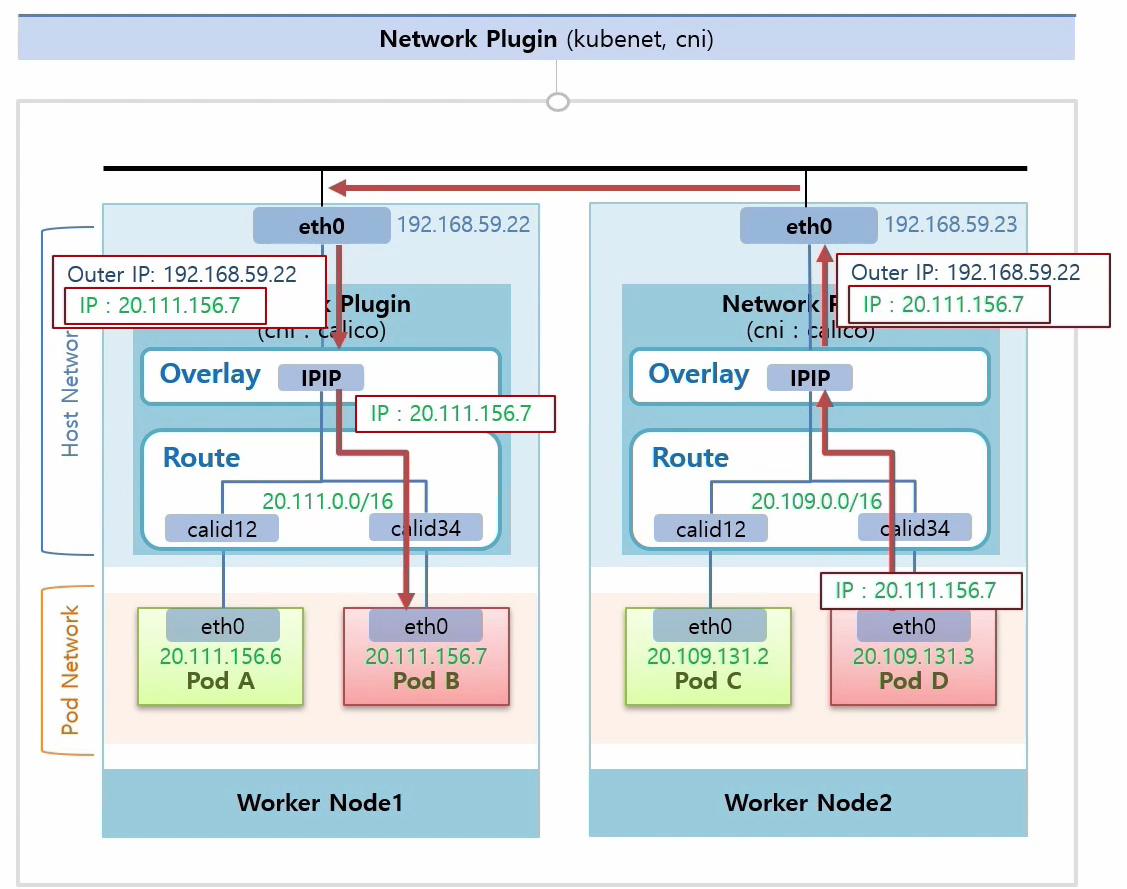 Network Plugin (kubenet, cni)
eth0
192.168.59.22
eth0
192.168.59.23
Outer IP: 192.168.59.22
IP : 20.111.156.7
Outer IP: 192.168.59.22
IP : 20.111.156.7
Plugin
(cni : calico)
Network
(cni : calico)
Host Network
Overlay
IPIP
Overlay
IPIP
IP : 20.111.156.7
Route
Route
20.111.0.0/16
20.109.0.0/16
calid12
calid34
calid12
calid34
IP : 20.111.156.7
Pod Network
eth0
20.111.156.6
Pod A
eth0
20.111.156.7
Pod B
eth0
20.109.131.2
Pod C
eth0
20.109.131.3
Pod D
Worker Node1
Worker Node2